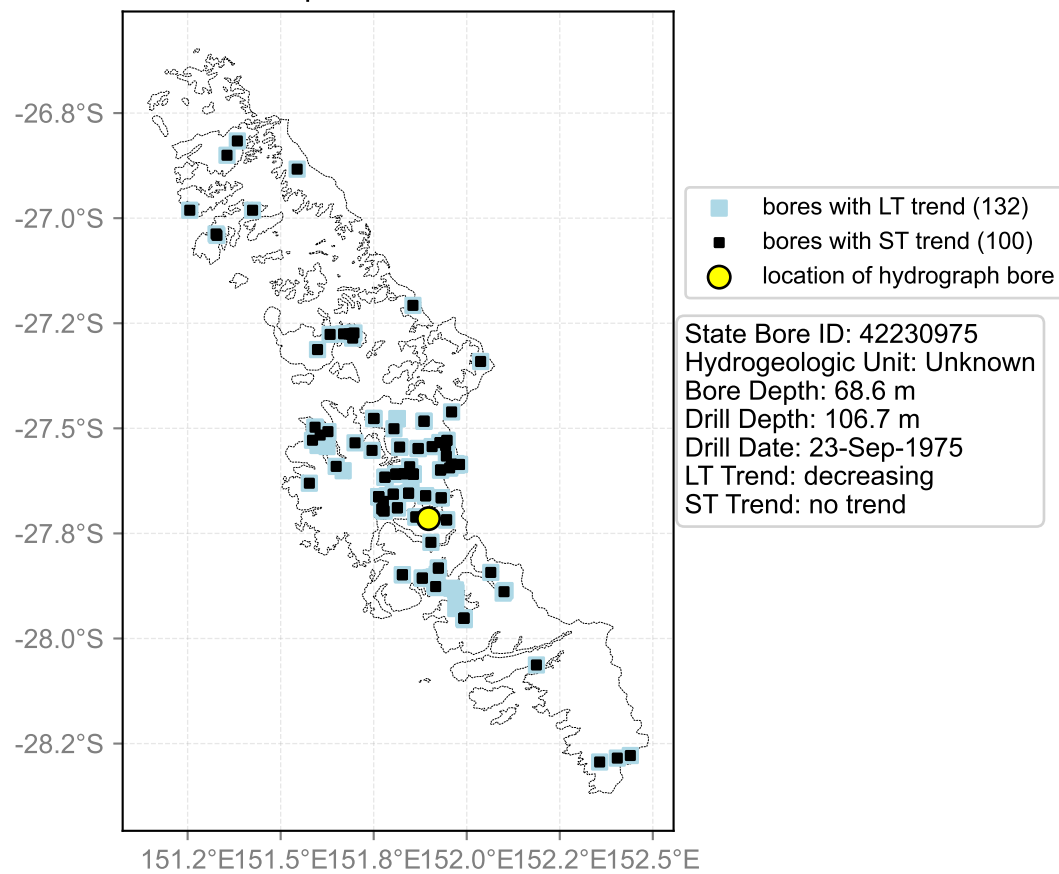 -26.8°S
-27.0°S
-27.2°S
-27.5°S
-27.8°S
-28.0°S
-28.2°S
151.2°E151.5°E151.8°E152.0°E152.2°E152.5°E
bores with LT trend (132)
bores with ST trend (100)
location of hydrograph bore
State Bore ID: 42230975
Hydrogeologic Unit: Unknown
Bore Depth: 68.6 m
Drill Depth: 106.7 m
Drill Date: 23-Sep-1975
LT Trend: decreasing
ST Trend: no trend